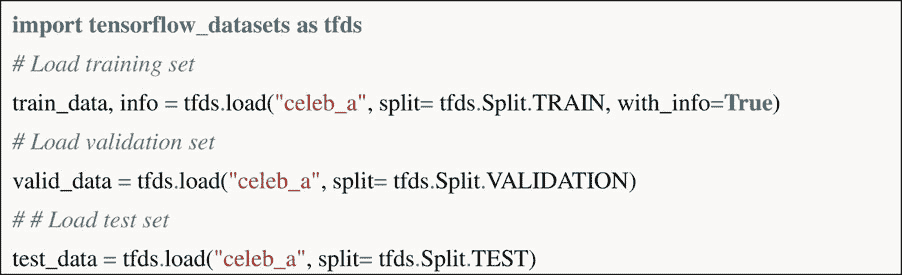 import tensorflow_datasets as tfds
# Load training set
train_data, info = tfds.load("celeb_a", split= tfds.Split.TRAIN, with_info=True)
# Load validation set
valid_data = tfds.load("celeb_a", split= tfds.Split.VALIDATION)
# # Load test set
test_data = tfds.load("celeb_a", split= tfds.Split.TEST)